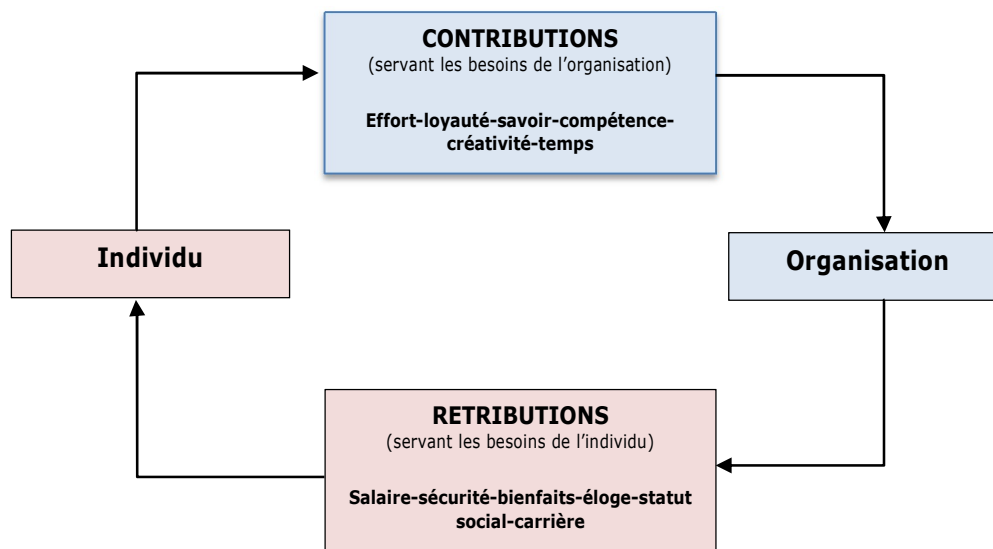 CONTRIBUTIONS
(servant les besoins de l'organisation)
Effort-loyauté-savoir-compétence-
créativité-temps
Individu
Organisation
RETRIBUTIONS
(servant les besoins de l'individu)
Salaire-sécurité-bienfaits-éloge-statut
social-carrière